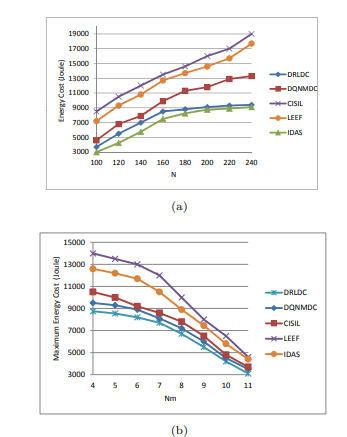 19000
17000
15000
13000
11000
9000
7000
5000
3000
Energy Cost (Joule)
100 120 140 160 180 200 220 240
N
DRLDC
DQNMDC
CISIL
LEEF
IDAS
(a)
15000
13000
11000
9000
7000
5000
3000
Maximum Energy Cost (Joule)
4 5 6 7 8 9 10 11
Nm
DRLDC
DQNMDC
CISIL
LEEF
IDAS
(b)